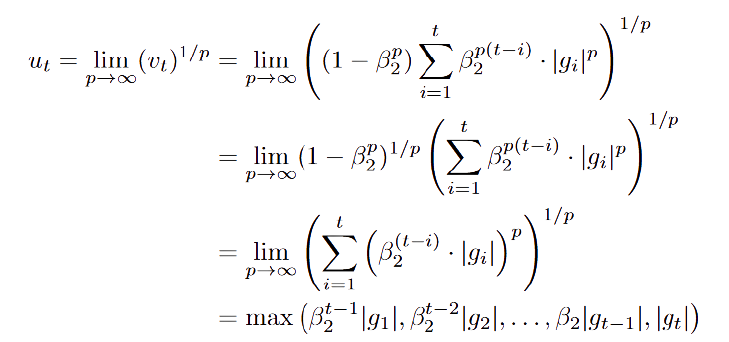 $u_t = \lim_{p \to \infty} (v_t)^{1/p} = \lim_{p \to \infty} \left( (1 - \beta_2^p) \sum_{i=1}^{t} \beta_2^{p(t-i)} \cdot |g_i|^p \right)^{1/p}$
$= \lim_{p \to \infty} (1 - \beta_2^p)^{1/p} \left( \sum_{i=1}^{t} \beta_2^{p(t-i)} \cdot |g_i|^p \right)^{1/p}$
$= \lim_{p \to \infty} \left( \sum_{i=1}^{t} \left( \beta_2^{(t-i)} \cdot |g_i| \right)^p \right)^{1/p}$
$= \max \left( \beta_2^{t-1} |g_1|, \beta_2^{t-2} |g_2|, \ldots, \beta_2 |g_{t-1}|, |g_t| \right)$